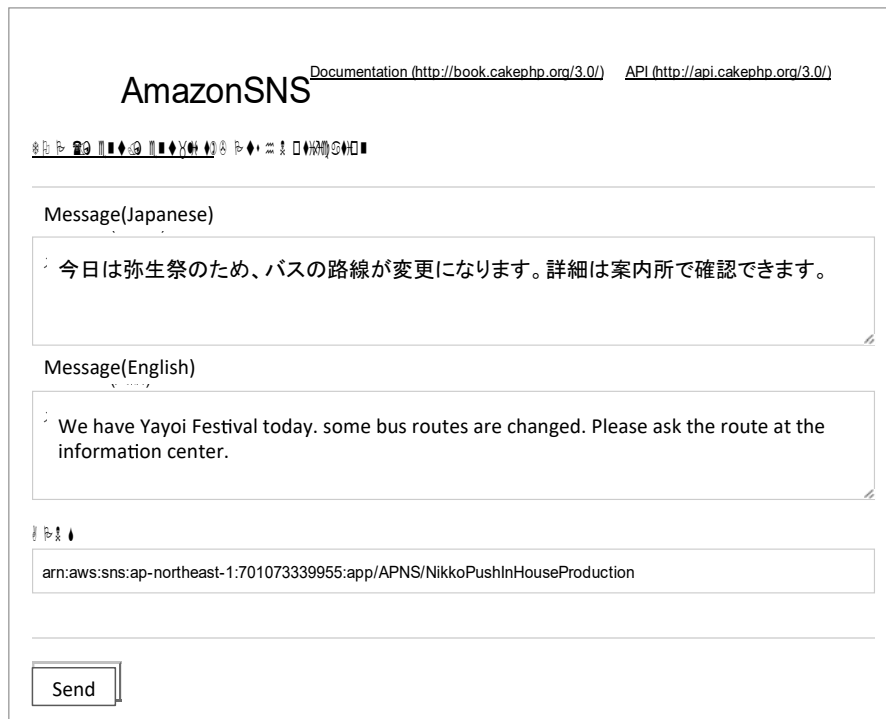 Documentation (http://book.cakephp.org/3.0/) API (http://api.cakephp.org/3.0/)
AmazonSNS
Message(Japanese)
今日は弥生祭のため、バスの路線が変更になります。詳細は案内所で確認できます。
Message(English)
We have Yayoi Festival today. some bus routes are changed. Please ask the route at the
information center.
arn:aws:sns:ap-northeast-1:701073339955:app/APNS/NikkoPushInHouseProduction
Send